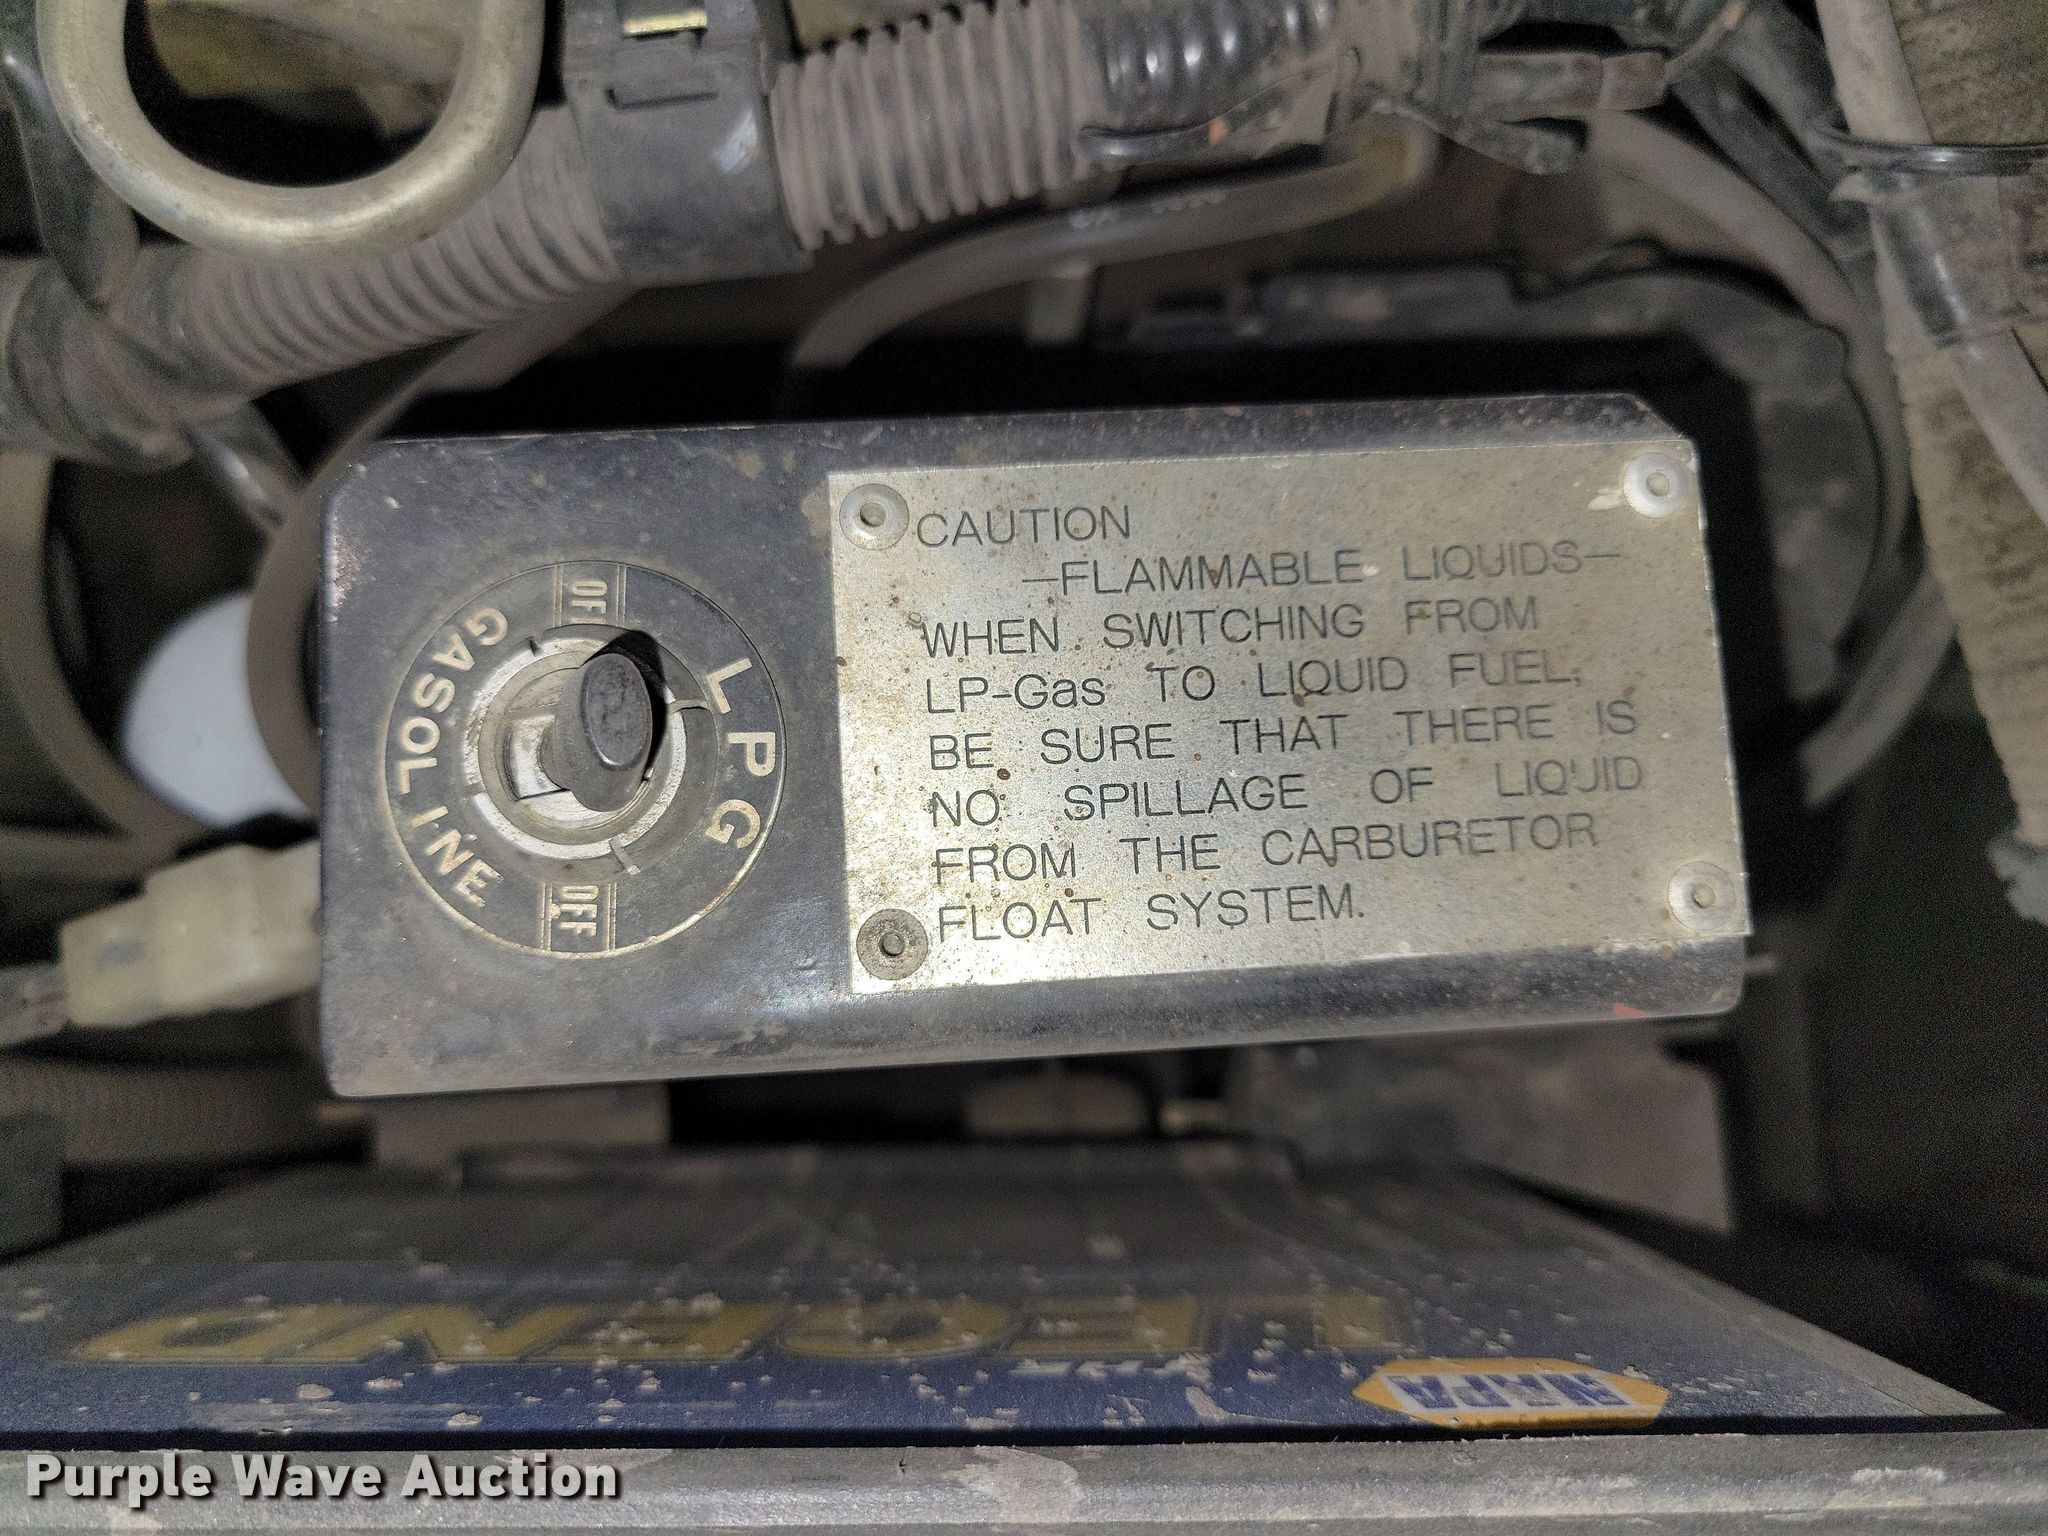 CAUTION
—FLAMMABLE LIQUIDS—
WHEN SWITCHING FROM
LP-Gas TO LIQUID FUEL,
BE SURE THAT THERE IS
NO SPILLAGE OF LIQUID
FROM THE CARBURETOR
FLOAT SYSTEM.
GASOLINE
OF
LPG
OFF
LEGEND
NAPA
Purple Wave Auction